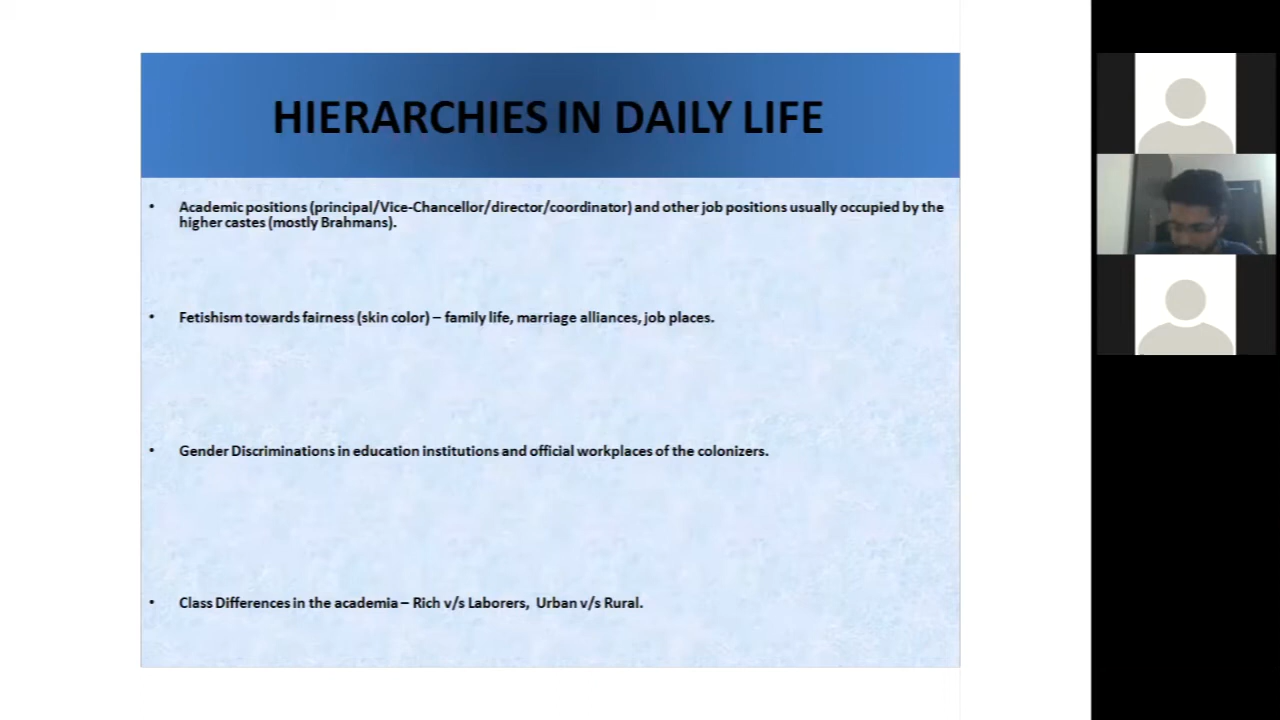 HIERARCHIES IN DAILY LIFE
• Academic positions (principal/Vice-Chancellor/director/coordinator) and other job positions usually occupied by the
higher castes (mostly Brahmans).
• Fetishism towards fairness (skin color) – family life, marriage alliances, job places.
• Gender Discriminations in education institutions and official workplaces of the colonizers.
• Class Differences in the academia – Rich v/s Laborers, Urban v/s Rural.